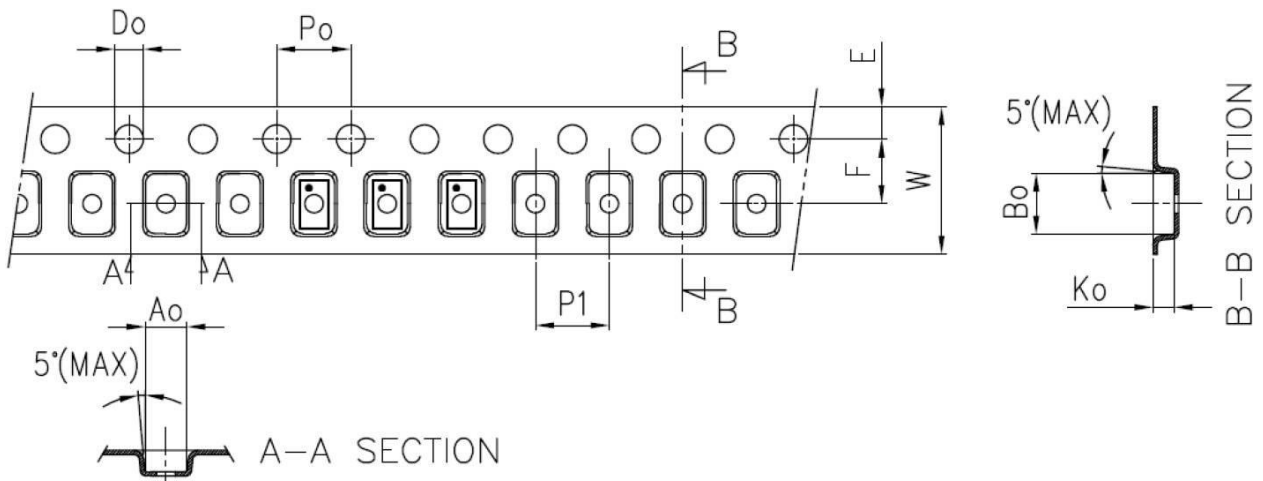 Do
Po
B
E
F
W
A
A
P1
B
Ao
5°(MAX)
A-A SECTION
5°(MAX)
Bo
Ko
B-B SECTION